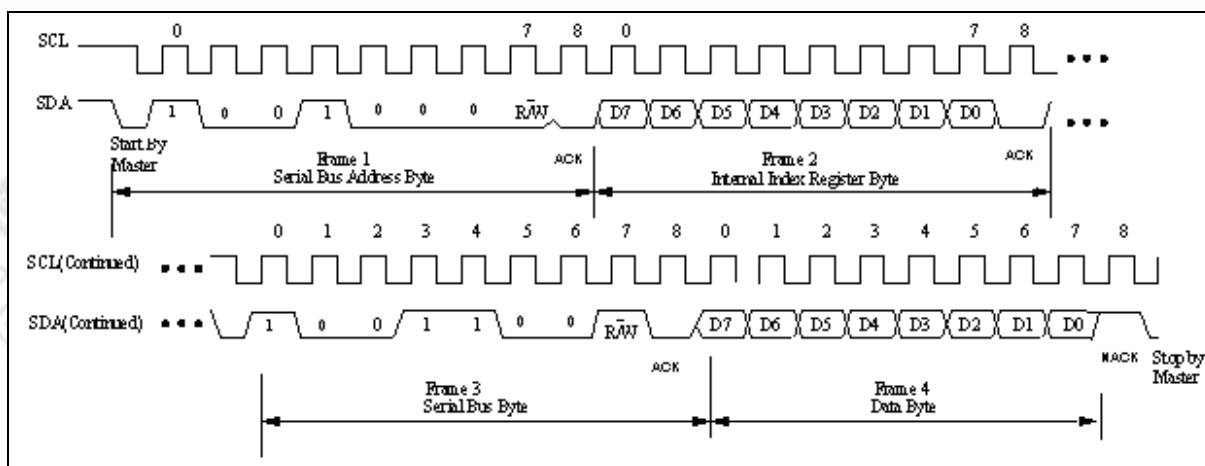 0 7 8 0 7 8
SCL
SDA 1 0 0 1 0 0 0 R/W D7 D6 D5 D4 D3 D2 D1 D0
Start By
Master
Frame 1
Serial Bus Address Byte
ACK
Frame 2
Internal Index Register Byte
ACK
0 1 2 3 4 5 6 7 8 0 1 2 3 4 5 6 7 8
SCL(Continued)
SDA(Continued) 1 0 0 1 1 0 0 R/W D7 D6 D5 D4 D3 D2 D1 D0
ACK
NACK
Stop by
Master
Frame 3
Serial Bus Byte
Frame 4
Data Byte